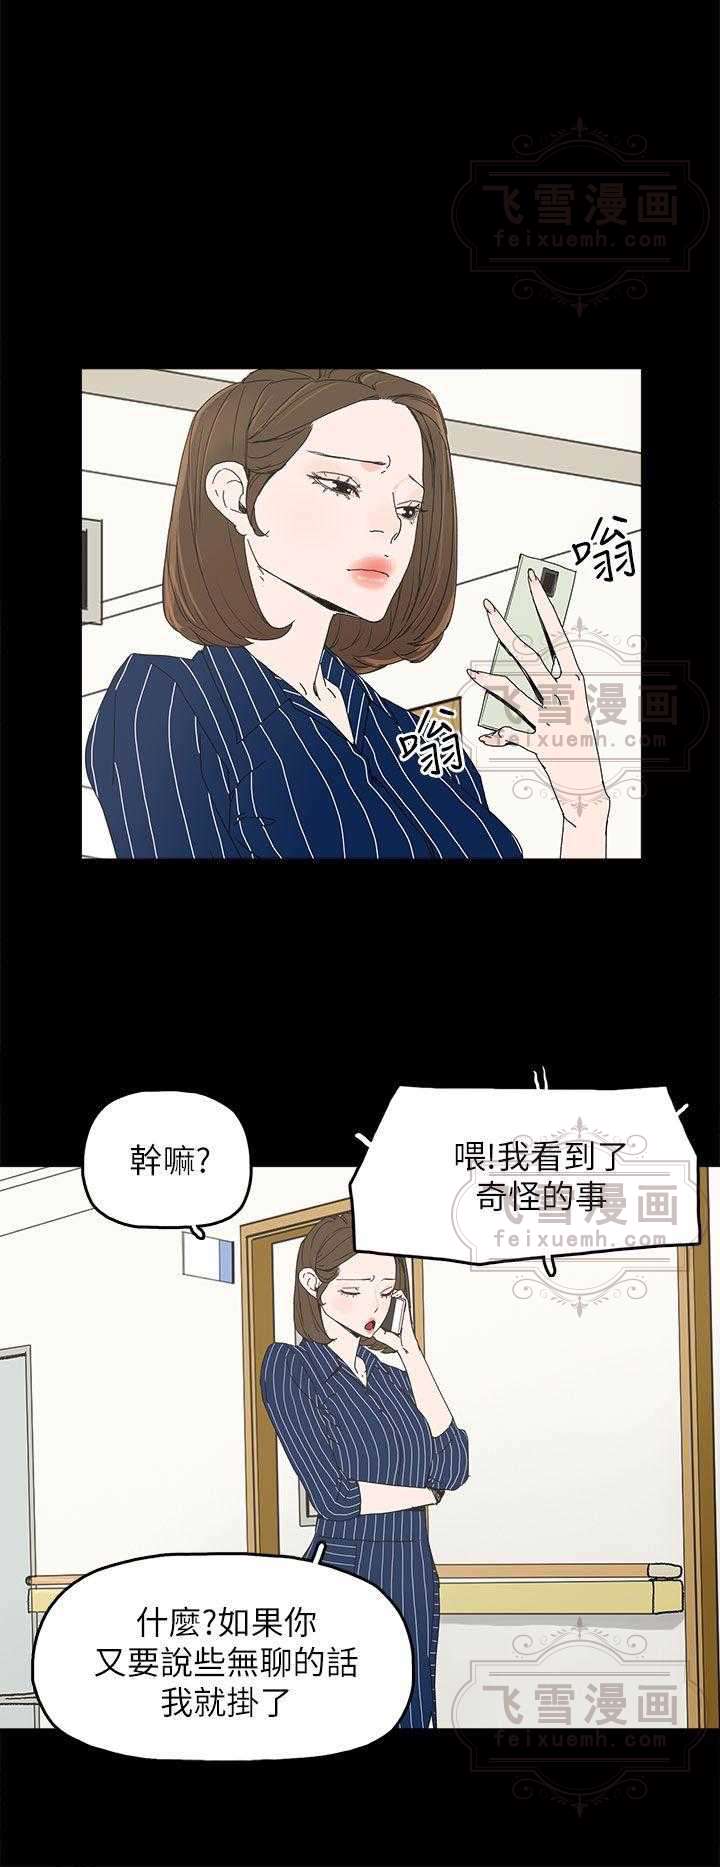 飞雪漫画
feixuemh.com
嗡
嗡
飞雪漫画
feixuemh.com
幹嘛?
喂!我看到了
奇怪的事
飞雪漫画
feixuemh.com
什麼?如果你
又要說些無聊的話
我就掛了
飞雪漫画
feixuemh.com